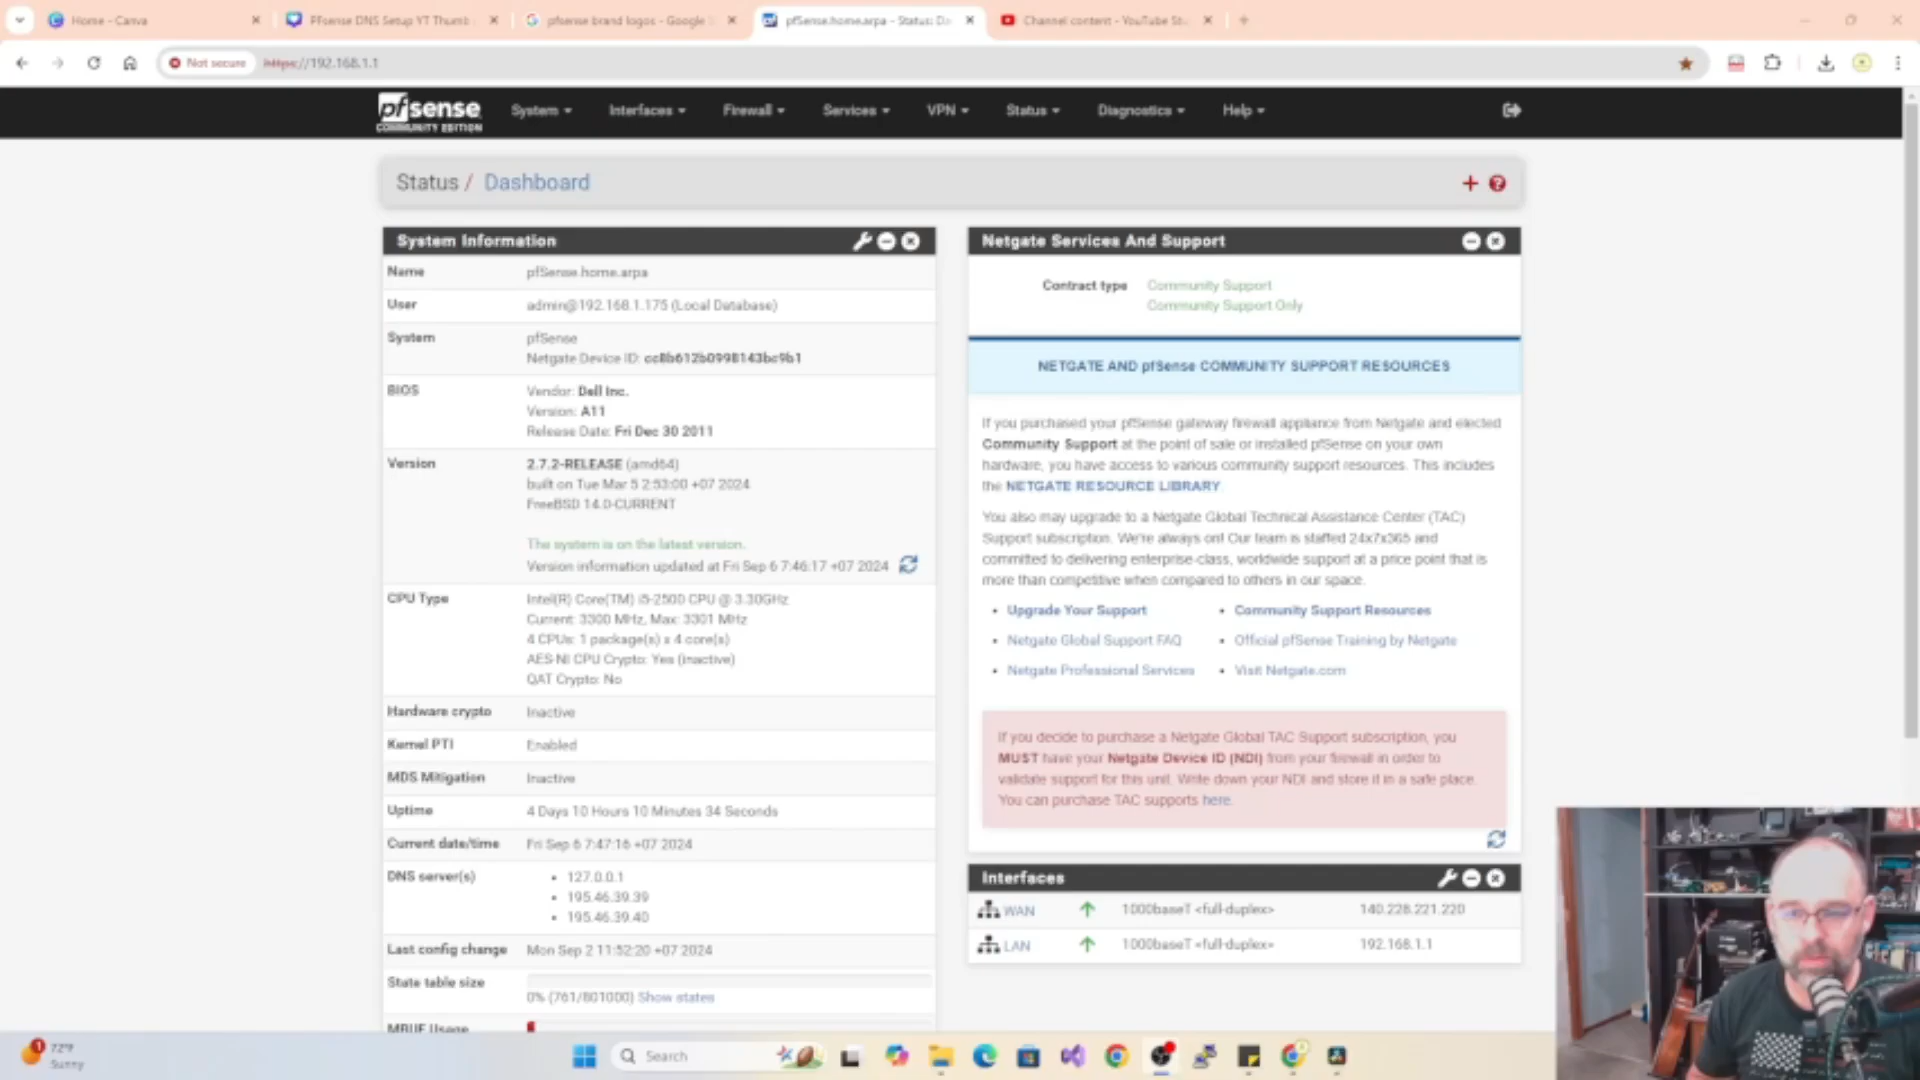 Home - Canva
PFsense DNS Setup YT Thumb
pfsense brand logos - Google S
pfSense.home.arpa - Status: Da
Channel content - YouTube St
Not secure https://192.168.1.1
pfsense
COMMUNITY EDITION
System Interfaces Firewall Services VPN Status Diagnostics Help
Status / Dashboard
System Information
Name pfSense.home.arpa
User admin@192.168.1.175 (Local Database)
System pfSense
Netgate Device ID: cc8b612b0998143bc9b1
BIOS Vendor: Dell Inc.
Version: A11
Release Date: Fri Dec 30 2011
Version 2.7.2-RELEASE (amd64)
built on Tue Mar 5 2:53:00 +07 2024
FreeBSD 14.0-CURRENT
The system is on the latest version.
Version information updated at Fri Sep 6 7:46:17 +07 2024
CPU Type Intel(R) Core(TM) i5-2500 CPU @ 3.30GHz
Current: 3300 MHz, Max: 3301 MHz
4 CPUs: 1 package(s) x 4 core(s)
AES-NI CPU Crypto: Yes (inactive)
QAT Crypto: No
Hardware crypto Inactive
Kernel PTI Enabled
MDS Mitigation Inactive
Uptime 4 Days 10 Hours 10 Minutes 34 Seconds
Current date/time Fri Sep 6 7:47:16 +07 2024
DNS server(s) 127.0.0.1
195.46.39.39
195.46.39.40
Last config change Mon Sep 2 11:52:20 +07 2024
State table size
0% (761/801000) Show states
MBUF Usage
Netgate Services And Support
Contract type Community Support
Community Support Only
NETGATE AND pfSense COMMUNITY SUPPORT RESOURCES
If you purchased your pfSense gateway firewall appliance from Netgate and elected
Community Support at the point of sale or installed pfSense on your own
hardware, you have access to various community support resources. This includes
the NETGATE RESOURCE LIBRARY.
You also may upgrade to a Netgate Global Technical Assistance Center (TAC)
Support subscription. We're always on! Our team is staffed 24x7x365 and
committed to delivering enterprise-class, worldwide support at a price point that is
more than competitive when compared to others in our space.
Upgrade Your Support
Community Support Resources
Netgate Global Support FAQ
Official pfSense Training by Netgate
Netgate Professional Services
Visit Netgate.com
If you decide to purchase a Netgate Global TAC Support subscription, you
MUST have your Netgate Device ID (NDI) from your firewall in order to
validate support for this unit. Write down your NDI and store it in a safe place.
You can purchase TAC supports here.
Interfaces
WAN 1000baseT <full-duplex> 140.228.221.220
LAN 1000baseT <full-duplex> 192.168.1.1
1
72°F
Sunny
Search